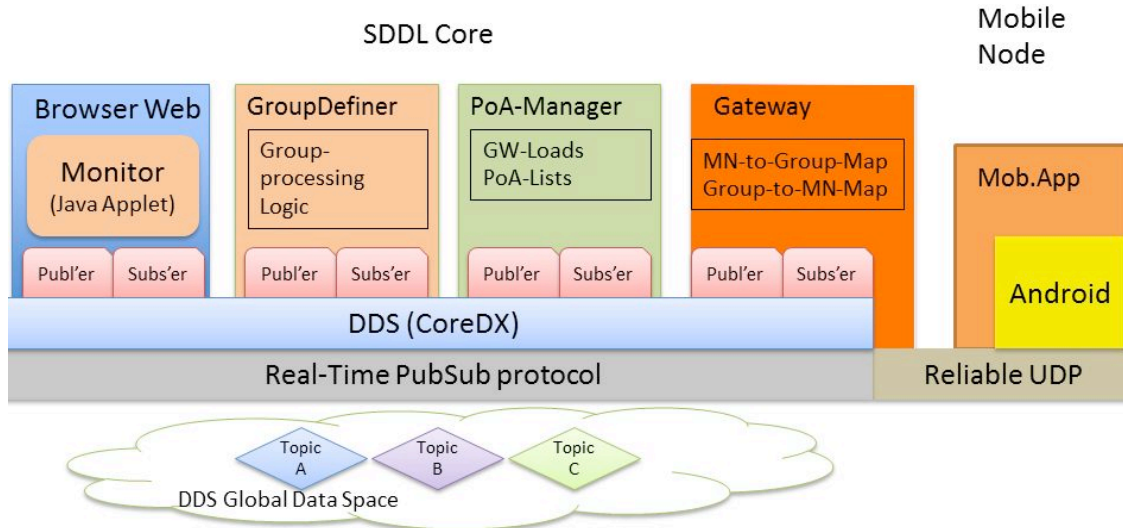 SDDL Core
Mobile
Node
Browser Web
Monitor
(Java Applet)
Publ'er
Subs'er
GroupDefiner
Group-
processing
Logic
Publ'er
Subs'er
PoA-Manager
GW-Loads
PoA-Lists
Publ'er
Subs'er
Gateway
MN-to-Group-Map
Group-to-MN-Map
Publ'er
Subs'er
Mob.App
Android
DDS (CoreDX)
Real-Time PubSub protocol
Reliable UDP
Topic
A
Topic
B
Topic
C
DDS Global Data Space